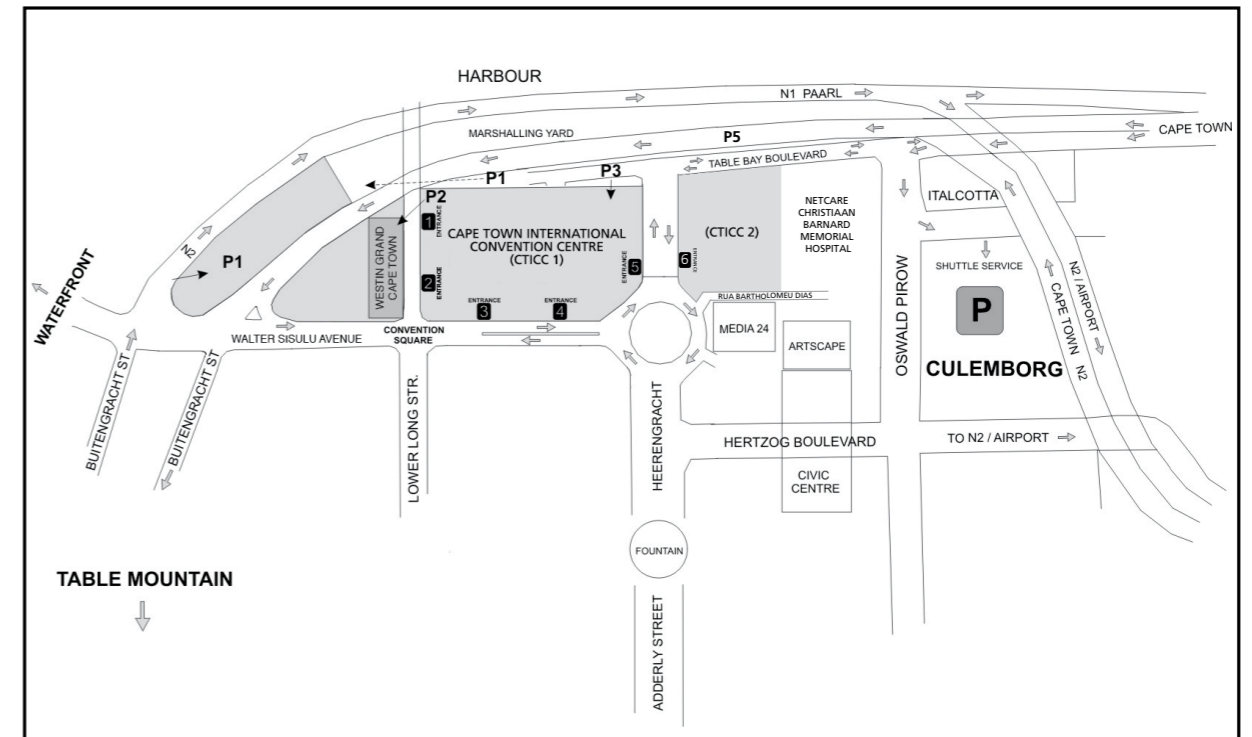 HARBOUR
N1 PAARL
MARSHALLING YARD
P5
CAPE TOWN
TABLE BAY BOULEVARD
P1
P3
P2
ITALCOTTA
1
ENTRANCE
CAPE TOWN INTERNATIONAL
CONVENTION CENTRE
(CTICC 1)
(CTICC 2)
NETCARE
CHRISTIAAN
BARNARD
MEMORIAL
HOSPITAL
N2
P1
WESTIN GRAND
CAPE TOWN
2
ENTRANCE
5
ENTRANCE
6
ENTRANCE
SHUTTLE SERVICE
P
CULEMBORG
N2 / AIRPORT
CAPE TOWN N2
WATERFRONT
ENTRANCE
3
ENTRANCE
4
RUA BARTHOLOMEU DIAS
MEDIA 24
ARTSCAPE
OSWALD PIROW
WALTER SISULU AVENUE
CONVENTION
SQUARE
BUITENGRACHT ST
BUITENGRACHT ST
LOWER LONG STR.
HEERENGRACHT
HERTZOG BOULEVARD
TO N2 / AIRPORT
CIVIC
CENTRE
FOUNTAIN
TABLE MOUNTAIN
ADDERLY STREET